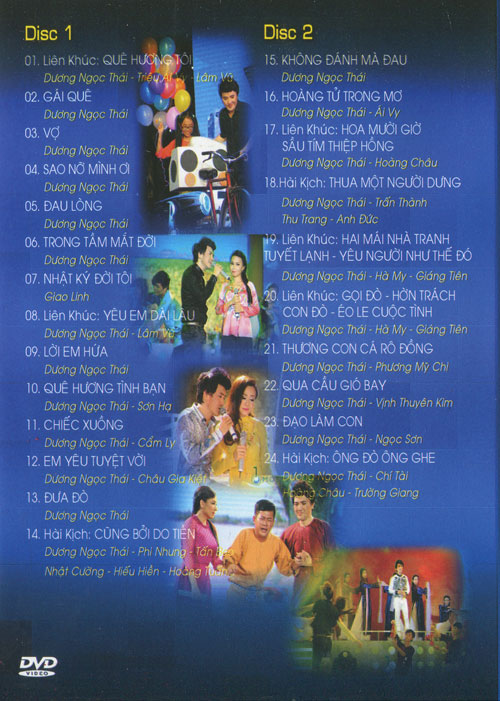 Disc 1
01. Liên Khúc: QUÊ HƯƠNG TÔI
Dương Ngọc Thái - Triệu Ái Vy - Lâm Vũ
02. GÁI QUÊ
Dương Ngọc Thái
03. VỢ
Dương Ngọc Thái
04. SAO NỠ MÌNH ƠI
Dương Ngọc Thái
05. ĐAU LÒNG
Dương Ngọc Thái
06. TRONG TẦM MẮT ĐỜI
Dương Ngọc Thái
07. NHẬT KÝ ĐỜI TÔI
Giao Linh
08. Liên Khúc: YÊU EM DÀI LÂU
Dương Ngọc Thái - Lâm Vũ
09. LỜI EM HỨA
Dương Ngọc Thái
10. QUÊ HƯƠNG TÌNH BẠN
Dương Ngọc Thái - Sơn Hạ
11. CHIẾC XUỒNG
Dương Ngọc Thái - Cẩm Ly
12. EM YÊU TUYỆT VỜI
Dương Ngọc Thái - Châu Gia Kiệt
13. ĐƯA ĐÒ
Dương Ngọc Thái
14. Hài Kịch: CŨNG BỞI DO TIỀN
Dương Ngọc Thái - Phi Nhung - Tấn Beo
Nhật Cường - Hiếu Hiền - Hoàng Tuấn
Disc 2
15. KHÔNG ĐÁNH MÀ ĐAU
Dương Ngọc Thái
16. HOÀNG TỬ TRONG MƠ
Dương Ngọc Thái - Ái Vy
17. Liên Khúc: HOA MƯỜI GIỜ
SẦU TÍM THIỆP HỒNG
Dương Ngọc Thái - Hoàng Châu
18.Hài Kịch: THUA MỘT NGƯỜI DƯNG
Dương Ngọc Thái - Trấn Thành
Thu Trang - Anh Đức
19. Liên Khúc: HAI MÁI NHÀ TRANH
TUYẾT LẠNH - YÊU NGƯỜI NHƯ THẾ ĐÓ
Dương Ngọc Thái - Hà My - Giáng Tiên
20. Liên Khúc: GỌI ĐÒ - HỜN TRÁCH
CON ĐÒ - ÉO LE CUỘC TÌNH
Dương Ngọc Thái - Hà My - Giáng Tiên
21. THƯƠNG CON CÁ RÔ ĐỒNG
Dương Ngọc Thái - Phương Mỹ Chi
22. QUA CẦU GIÓ BAY
Dương Ngọc Thái - Vịnh Thuyên Kim
23. ĐẠO LÀM CON
Dương Ngọc Thái - Ngọc Sơn
24. Hài Kịch: ÔNG ĐÒ ÔNG GHE
Dương Ngọc Thái - Chí Tài
Hoàng Châu - Trường Giang
DVD
VIDEO